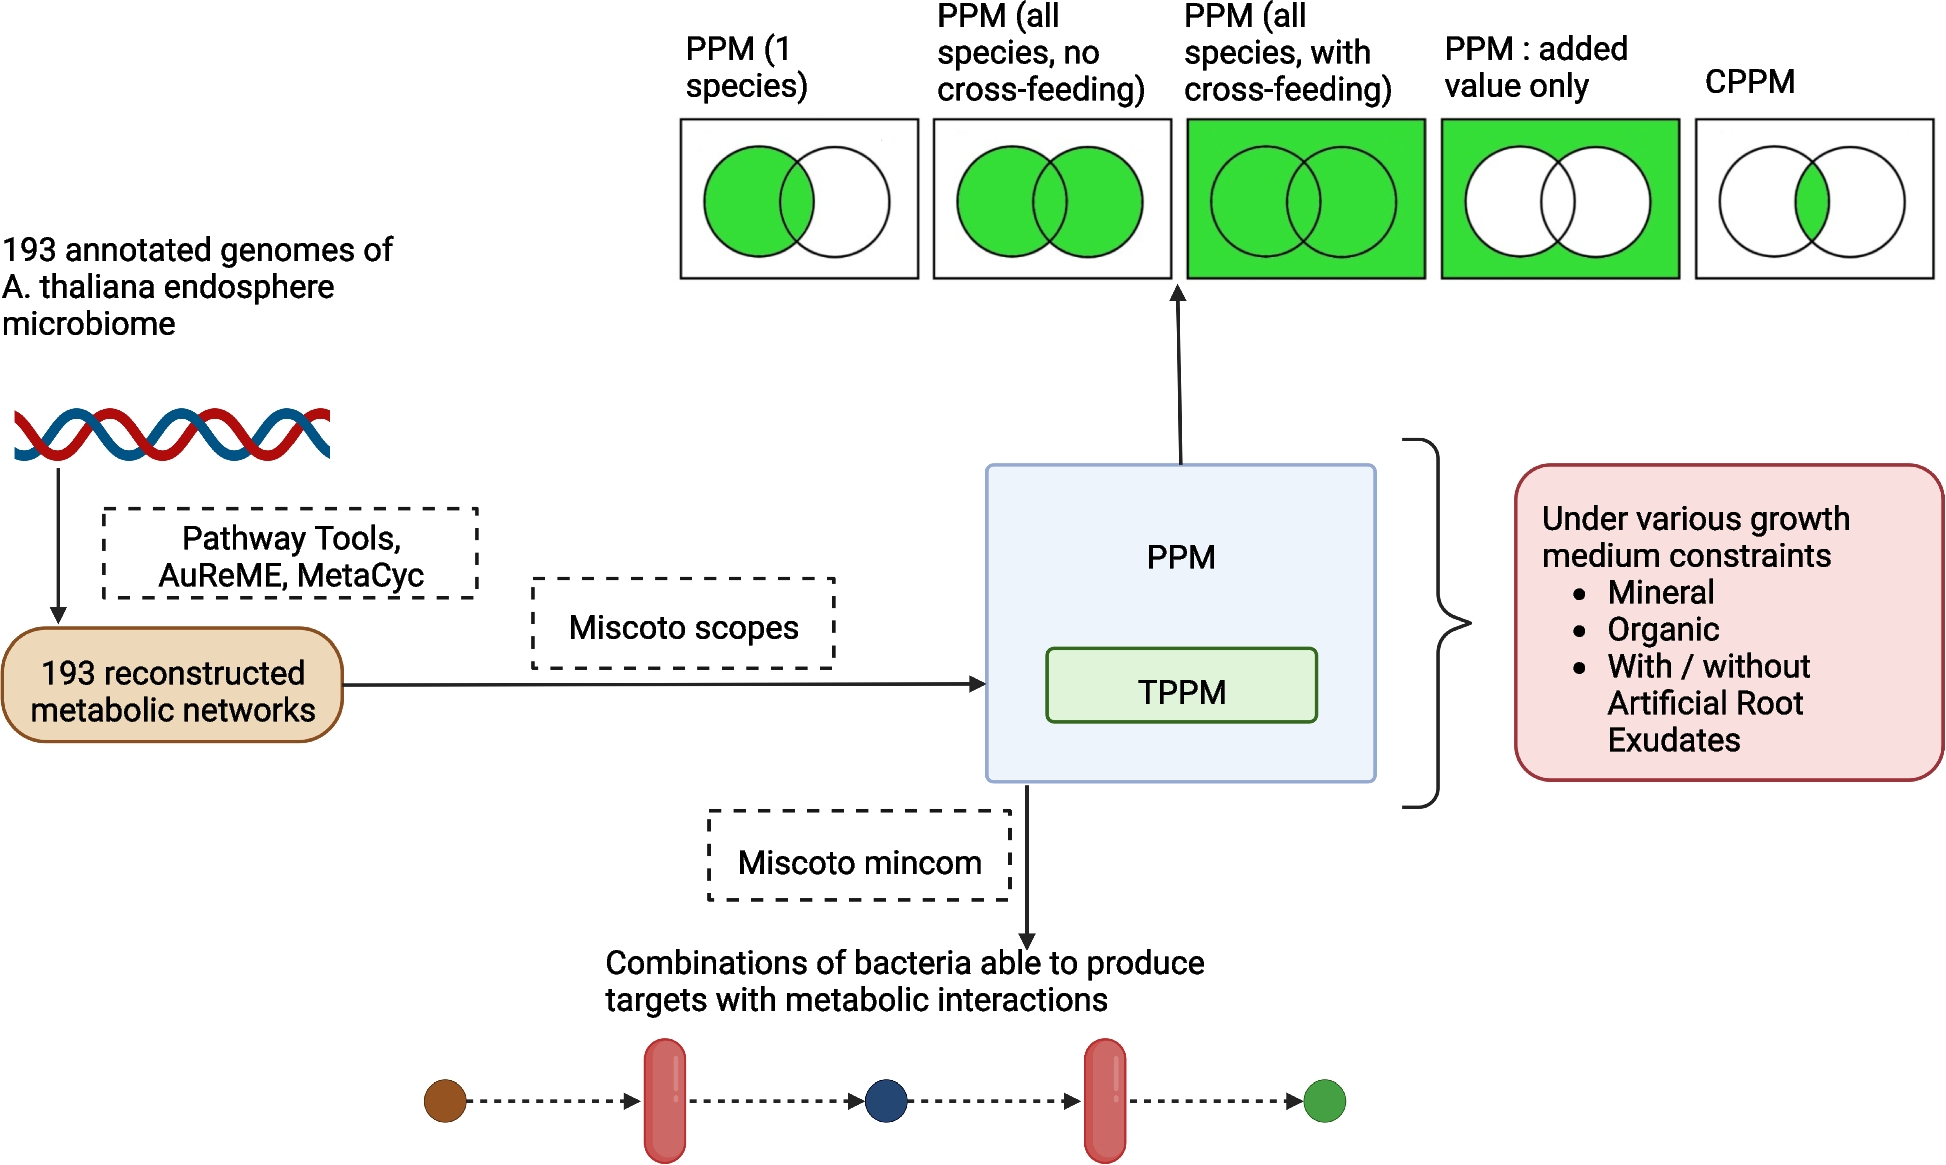 PPM (1
species)
PPM (all
species, no
cross-feeding)
PPM (all
species, with
cross-feeding)
PPM : added
value only
CPPM
193 annotated genomes of
A. thaliana endosphere
microbiome
Pathway Tools,
AuReME, MetaCyc
193 reconstructed
metabolic networks
Miscoto scopes
PPM
TPPM
Under various growth
medium constraints
• Mineral
• Organic
• With / without
Artificial Root
Exudates
Miscoto mincom
Combinations of bacteria able to produce
targets with metabolic interactions